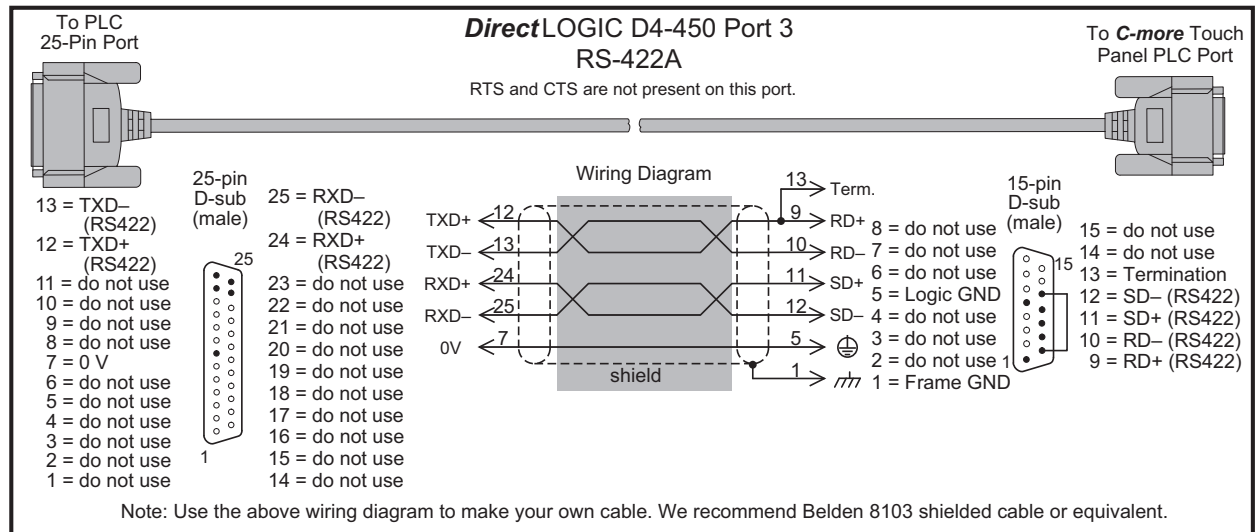 To PLC
25-Pin Port
DirectLOGIC D4-450 Port 3
RS-422A
RTS and CTS are not present on this port.
To C-more Touch
Panel PLC Port
13 = TXD–
(RS422)
12 = TXD+
(RS422)
11 = do not use
10 = do not use
9 = do not use
8 = do not use
7 = 0 V
6 = do not use
5 = do not use
4 = do not use
3 = do not use
2 = do not use
1 = do not use
25-pin
D-sub
(male)
25
1
25 = RXD–
(RS422)
24 = RXD+
(RS422)
23 = do not use
22 = do not use
21 = do not use
20 = do not use
19 = do not use
18 = do not use
17 = do not use
16 = do not use
15 = do not use
14 = do not use
Wiring Diagram
13 Term.
TXD+ 12 9 RD+
TXD– 13 10 RD–
RXD+ 24 11 SD+
RXD– 25 12 SD–
0V 7 5
shield 1
8 = do not use
7 = do not use
6 = do not use
5 = Logic GND
4 = do not use
3 = do not use
2 = do not use
1 = Frame GND
15-pin
D-sub
(male)
15
1
15 = do not use
14 = do not use
13 = Termination
12 = SD– (RS422)
11 = SD+ (RS422)
10 = RD– (RS422)
9 = RD+ (RS422)
Note: Use the above wiring diagram to make your own cable. We recommend Belden 8103 shielded cable or equivalent.